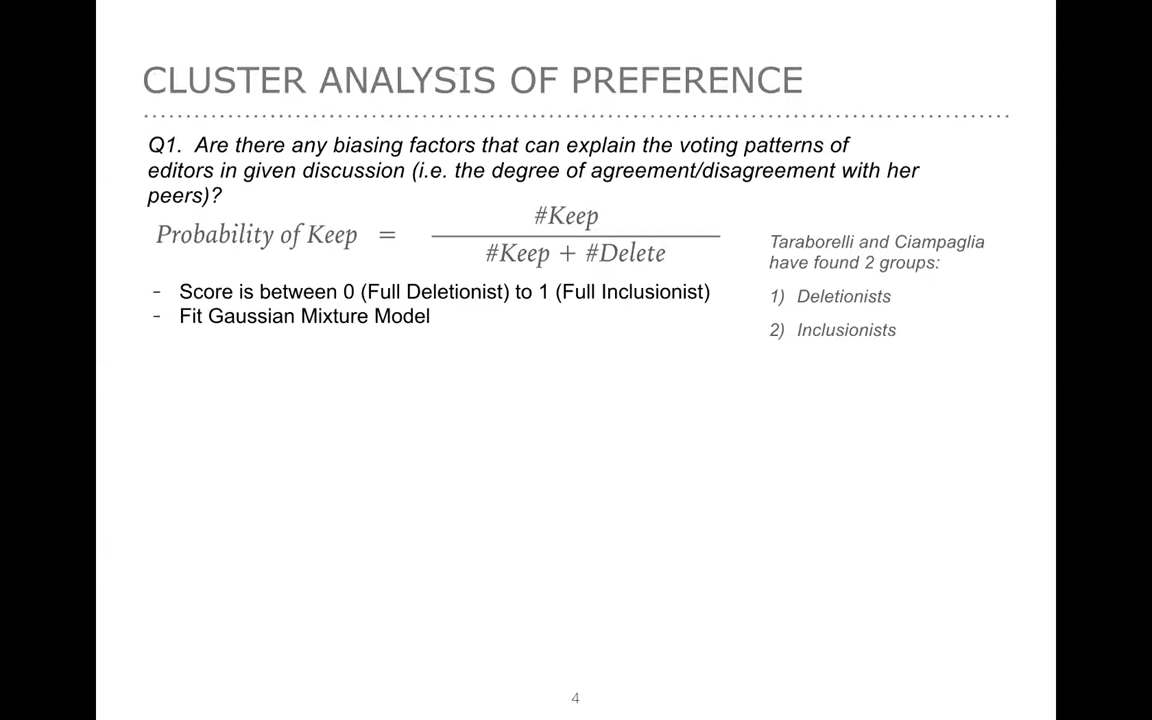 CLUSTER ANALYSIS OF PREFERENCE
Q1. Are there any biasing factors that can explain the voting patterns of
editors in given discussion (i.e. the degree of agreement/disagreement with her
peers)?
Probability of Keep = #Keep
#Keep + #Delete
- Score is between 0 (Full Deletionist) to 1 (Full Inclusionist)
- Fit Gaussian Mixture Model
Taraborelli and Ciampaglia
have found 2 groups:
1) Deletionists
2) Inclusionists
4